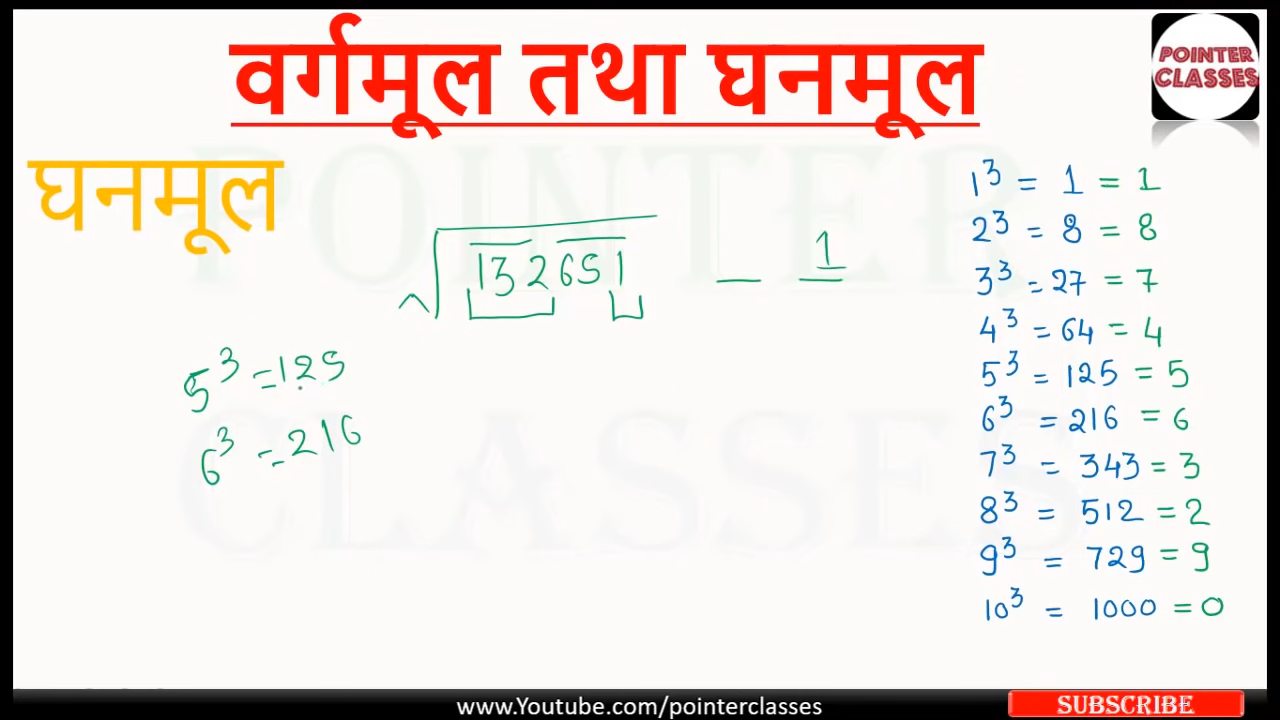 वर्गमूल तथा घनमूल
POINTER
CLASSES
घनमूल
POINTER
CLASSES
√132651 _ 1
5³ = 125
6³ = 216
1³ = 1 = 1
2³ = 8 = 8
3³ = 27 = 7
4³ = 64 = 4
5³ = 125 = 5
6³ = 216 = 6
7³ = 343 = 3
8³ = 512 = 2
9³ = 729 = 9
10³ = 1000 = 0
www.Youtube.com/pointerclasses
SUBSCRIBE